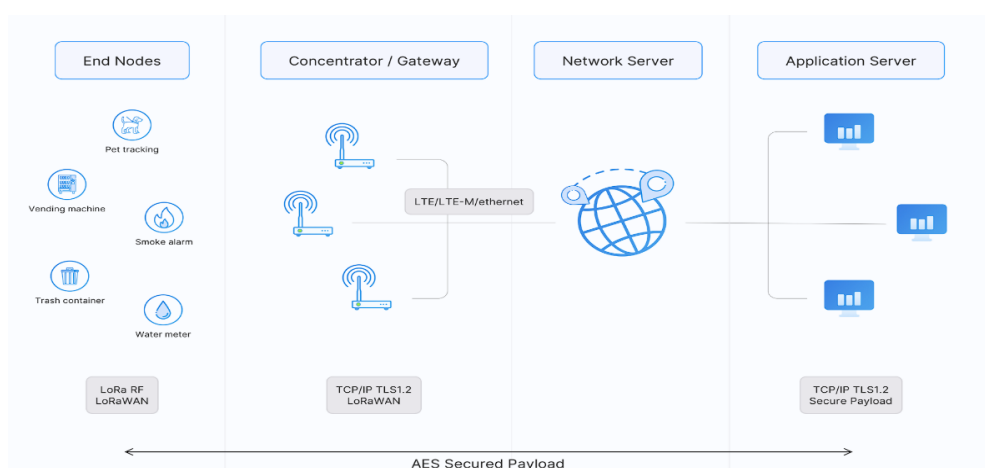 End Nodes
Concentrator / Gateway
Network Server
Application Server
Pet tracking
Vending machine
Smoke alarm
Trash container
Water meter
LTE/LTE-M/ethernet
LoRa RF
LoRaWAN
TCP/IP TLS1.2
LoRaWAN
TCP/IP TLS1.2
Secure Payload
AES Secured Payload